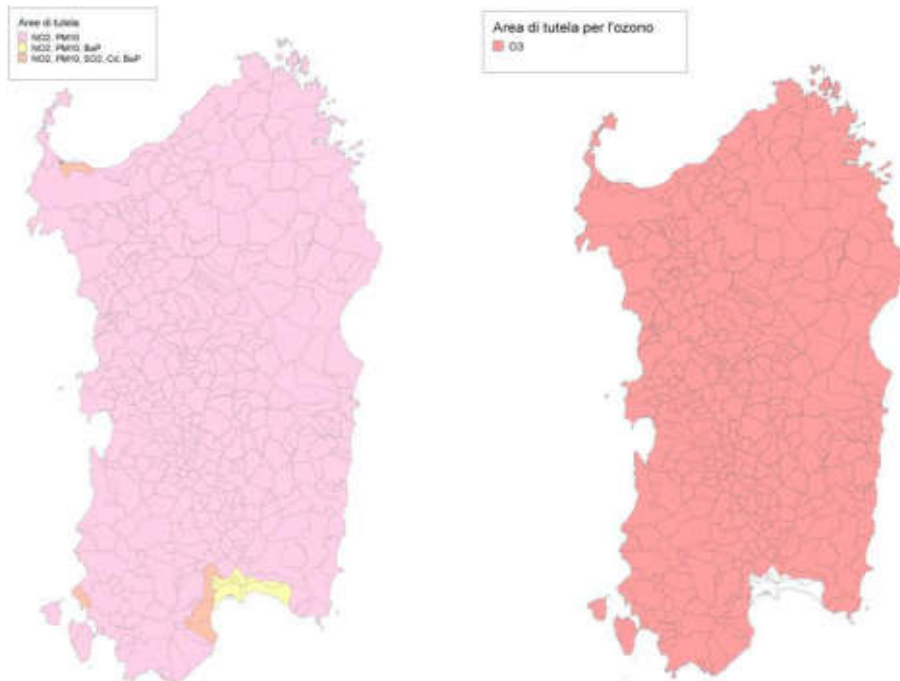 Aree di tutela
NO2, PM10
NO2, PM10, BaP
NO2, PM10, SO2, Cd, BaP
Area di tutela per l'ozono
O3